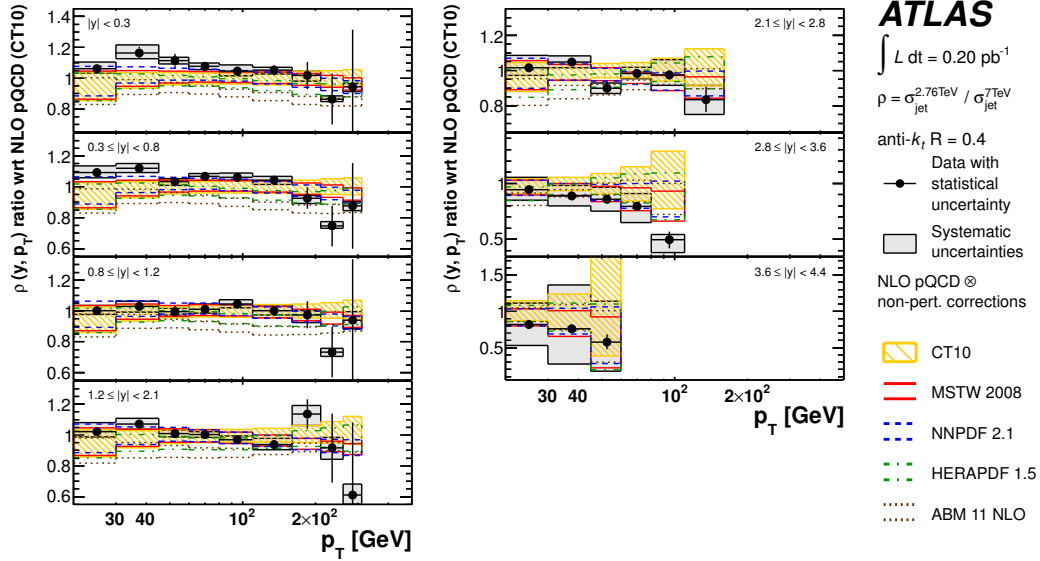 ρ (y, p_T) ratio wrt NLO pQCD (CT10)
|y| < 0.3
1.4
1.2
1
0.8
0.6
0.3 ≤ |y| < 0.8
1.2
1
0.8
0.6
0.8 ≤ |y| < 1.2
1.2
1
0.8
0.6
1.2 ≤ |y| < 2.1
1.2
1
0.8
0.6
30 40 10² 2×10²
p_T [GeV]
ρ (y, p_T) ratio wrt NLO pQCD (CT10)
2.1 ≤ |y| < 2.8
1.4
1.2
1
0.8
2.8 ≤ |y| < 3.6
1
0.5
3.6 ≤ |y| < 4.4
1.5
1
0.5
30 40 10² 2×10²
p_T [GeV]
ATLAS
∫ L dt = 0.20 pb⁻¹
ρ = σ_jet^2.76TeV / σ_jet^7TeV
anti-k_t R = 0.4
Data with
statistical
uncertainty
Systematic
uncertainties
NLO pQCD ⊗
non-pert. corrections
CT10
MSTW 2008
NNPDF 2.1
HERAPDF 1.5
ABM 11 NLO